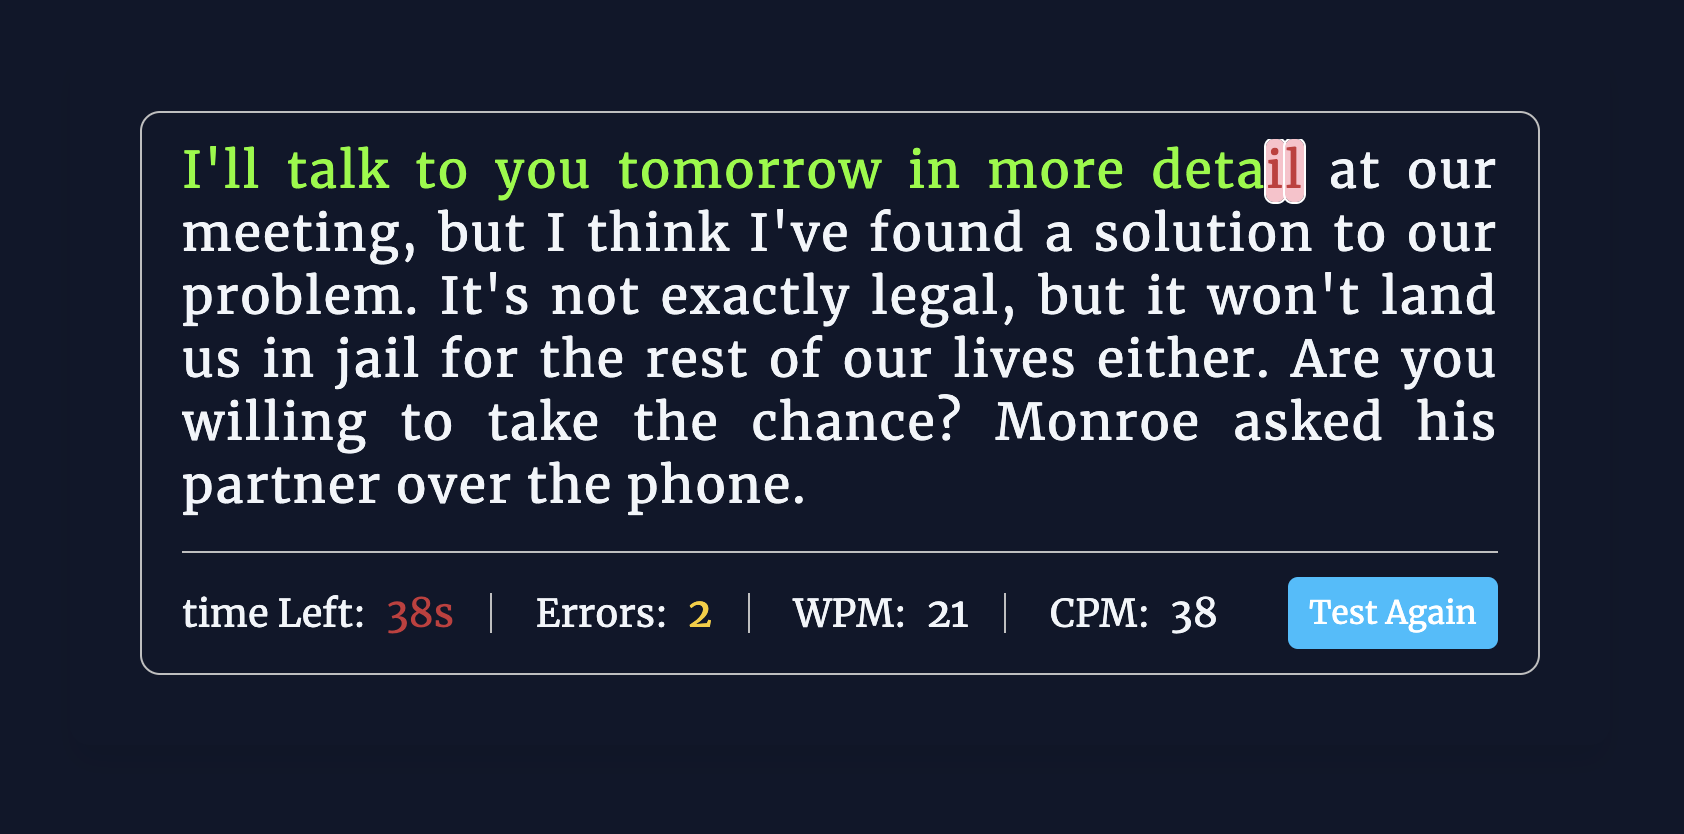 I'll talk to you tomorrow in more detail at our
meeting, but I think I've found a solution to our
problem. It's not exactly legal, but it won't land
us in jail for the rest of our lives either. Are you
willing to take the chance? Monroe asked his
partner over the phone.
time Left: 38s | Errors: 2 | WPM: 21 | CPM: 38 Test Again